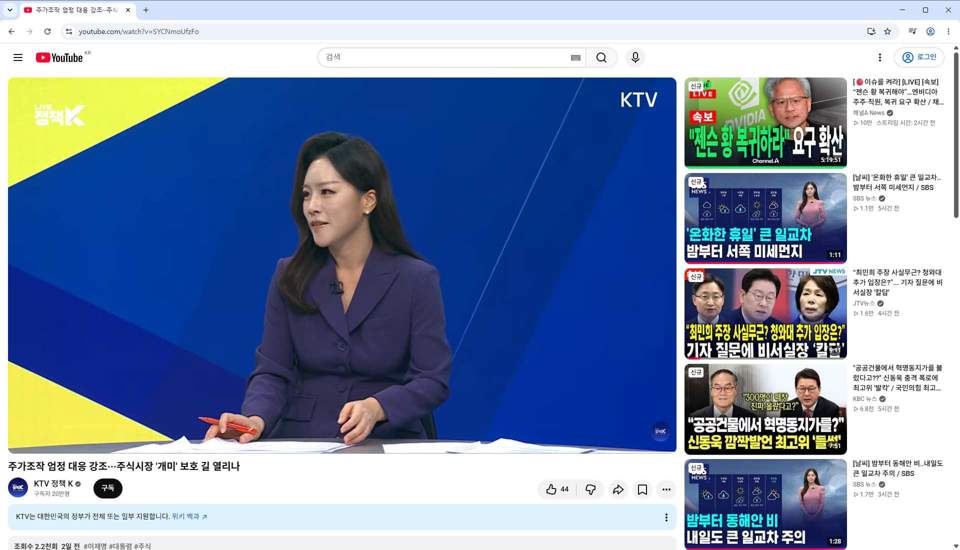 주가조작 엄정 대응 강조···주식
youtube.com/watch?v=SYCNmoUfzFo
YouTube KR
검색
로그인
LIVE
정책K
KTV
주가조작 엄정 대응 강조···주식시장 '개미' 보호 길 열리나
KTV 정책 K
구독자 20만명
구독
44
KTV는 대한민국의 정부가 전체 또는 일부 지원합니다. 위키 백과
조회수 2.2천회 2일 전 #이재명 #대통령 #주식
신규
LIVE
NVIDIA
속보
"젠슨 황 복귀하라" 요구 확산
Channel A
5:19:51
[🔴이슈를 켜라] [LIVE] [속보]
"젠슨 황 복귀해야"…엔비디아
주주·직원, 복귀 요구 확산 / 채...
채널A News
10만 스트리밍 시간: 2시간 전
신규
NEWS
'온화한 휴일' 큰 일교차
밤부터 서쪽 미세먼지
1:11
[날씨] '온화한 휴일' 큰 일교차..
밤부터 서쪽 미세먼지 / SBS
SBS 뉴스
1.1만 5시간 전
신규
JTV NEWS
"최민희 주장 사실무근? 청와대 추가 입장은?"
기자 질문에 비서실장 '칼답'
"최민희 주장 사실무근? 청와대
추가 입장은?"... 기자 질문에 비
서실장 '칼답'
JTV뉴스
1.6만 4시간 전
신규
"공공건물에서 혁명동지가를?"
신동욱 깜짝발언 최고위 '들썩'
7:51
"공공건물에서 혁명동지가를 불
렀다고??" 신동욱 충격 폭로에
최고위 '발칵' / 국민의힘 최고...
KBC 뉴스
6.8천 5시간 전
신규
NEWS
밤부터 동해안 비
내일도 큰 일교차 주의
1:28
[날씨] 밤부터 동해안 비..내일도
큰 일교차 주의 / SBS
SBS 뉴스
1.7만 3시간 전